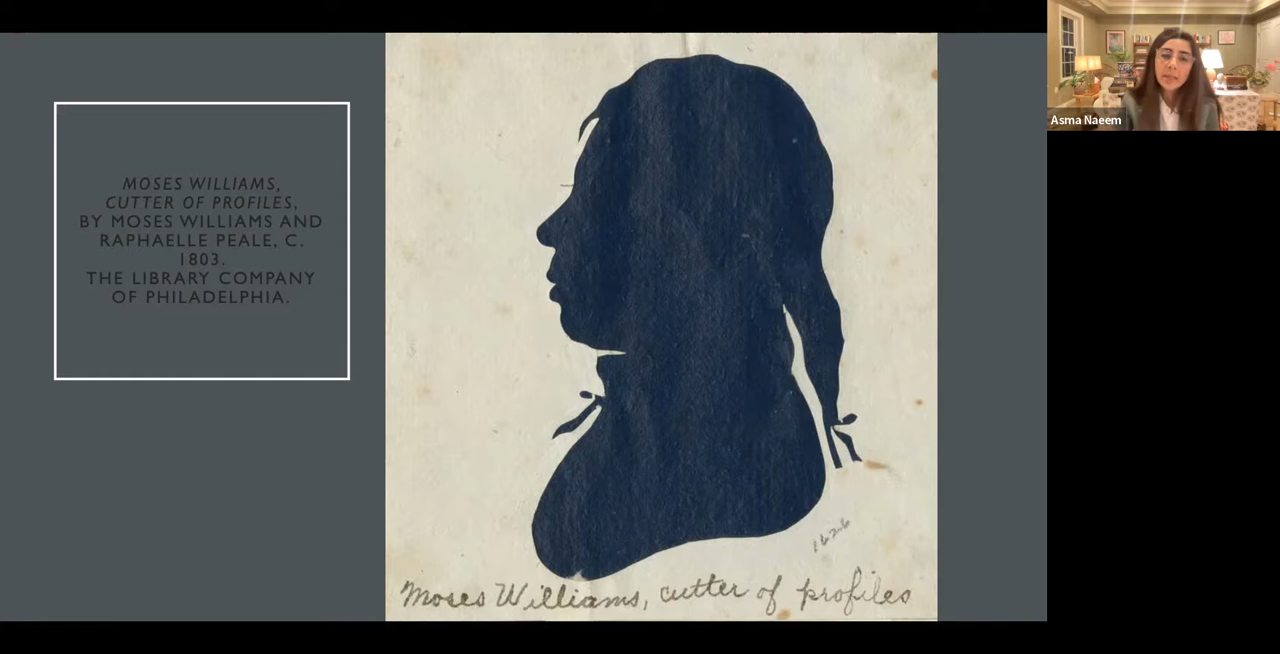 MOSES WILLIAMS,
CUTTER OF PROFILES,
BY MOSES WILLIAMS AND
RAPHAELLE PEALE, C.
1803.
THE LIBRARY COMPANY
OF PHILADELPHIA.
1626
Moses Williams, cutter of profiles
Asma Naeem